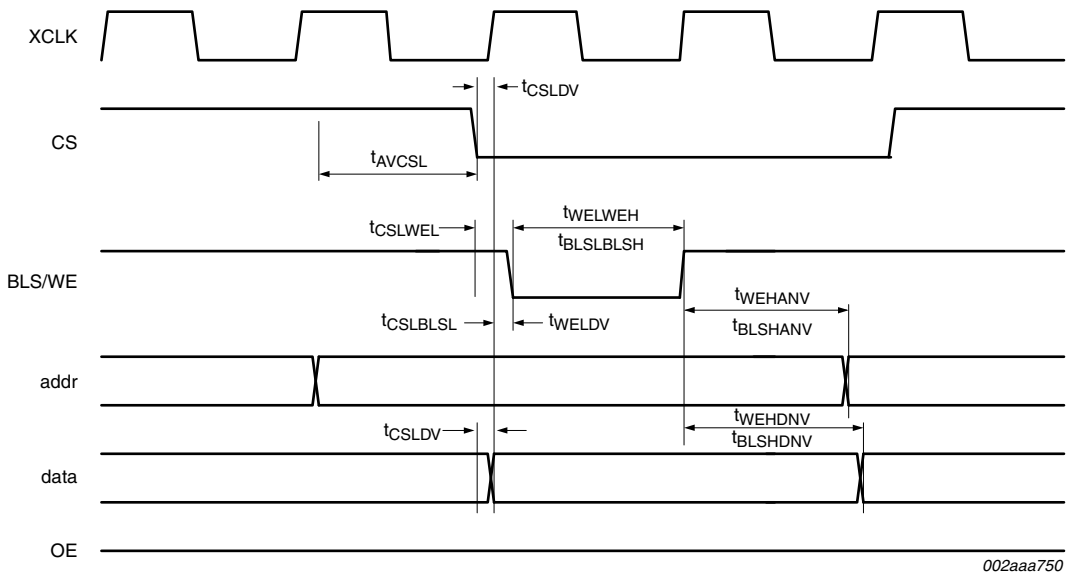 XCLK
tCSLDV
CS
tAVCSL
tCSLWEL
tWELWEH
tBLSLBLSH
BLS/WE
tWEHANV
tCSLBLSL
tWELDV
tBLSHANV
addr
tWEHDNV
tCSLDV
tBLSHDNV
data
OE
002aaa750